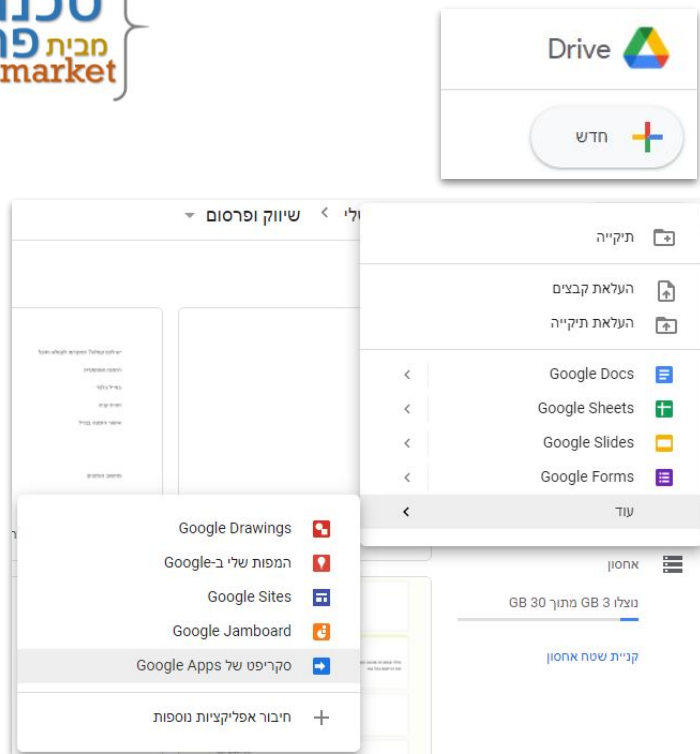 מבית
market
Drive
חדש
שיווק ופרסום
תיקייה
העלאת קבצים
העלאת תיקייה
Google Docs
Google Sheets
Google Slides
Google Forms
עוד
Google Drawings
המפות שלי ב-Google
Google Sites
Google Jamboard
סקריפט של Google Apps
חיבור אפליקציות נוספות
אחסון
נוצלו 3 GB מתוך 30 GB
קניית שטח אחסון